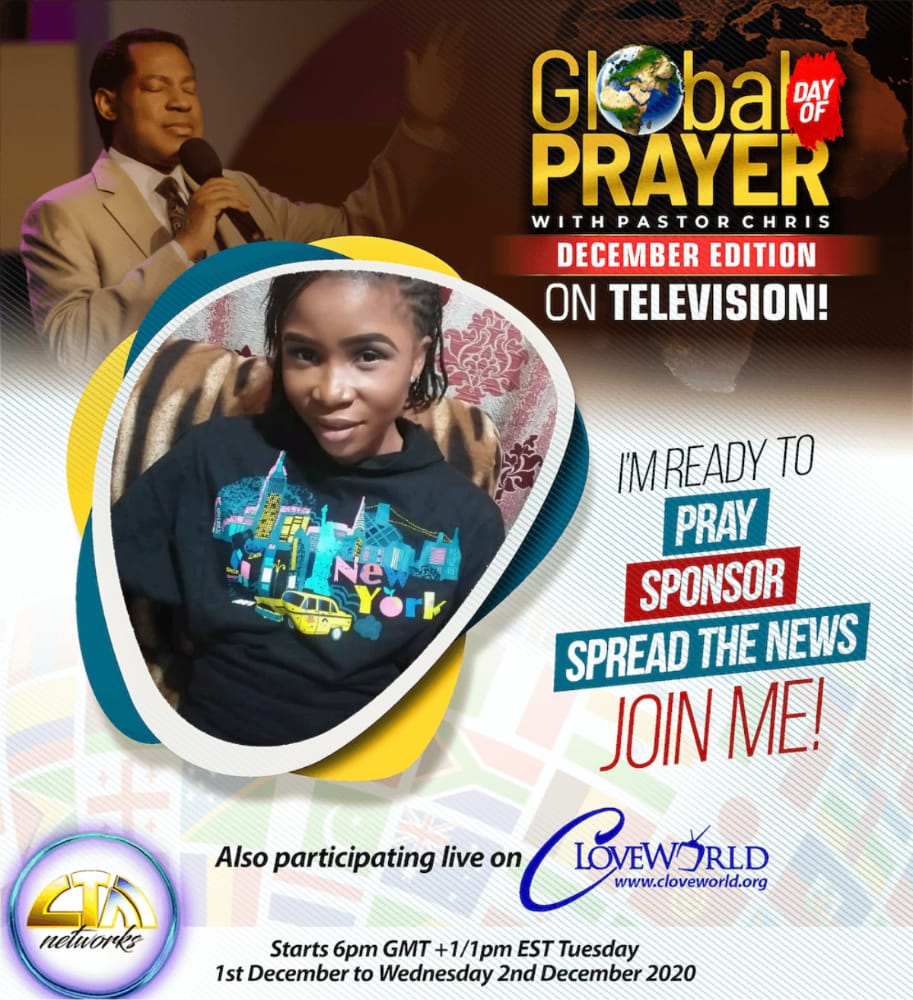 Global
DAY
OF
PRAYER
WITH PASTOR CHRIS
DECEMBER EDITION
ON TELEVISION!
New
York
I'M READY TO
PRAY
SPONSOR
SPREAD THE NEWS
JOIN ME!
Also participating live on
CLOVEWORLD
www.cloveworld.org
networks
Starts 6pm GMT +1/1pm EST Tuesday
1st December to Wednesday 2nd December 2020